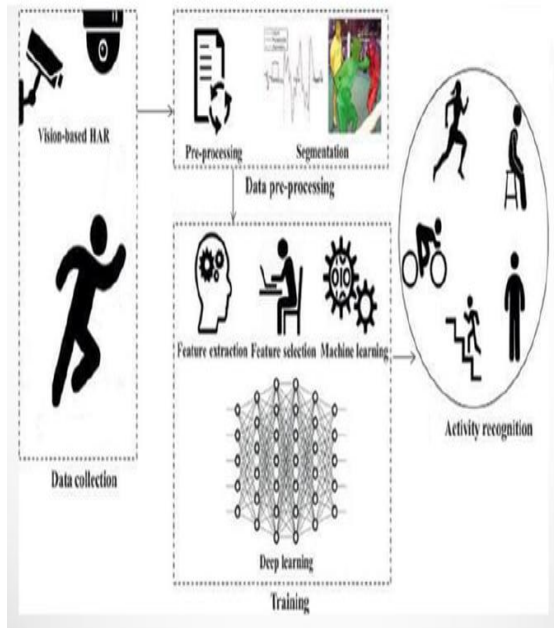 Vision-based HAR
Data collection
Pre-processing
Segmentation
Data pre-processing
Feature extraction Feature selection Machine learning
Deep learning
Training
Activity recognition